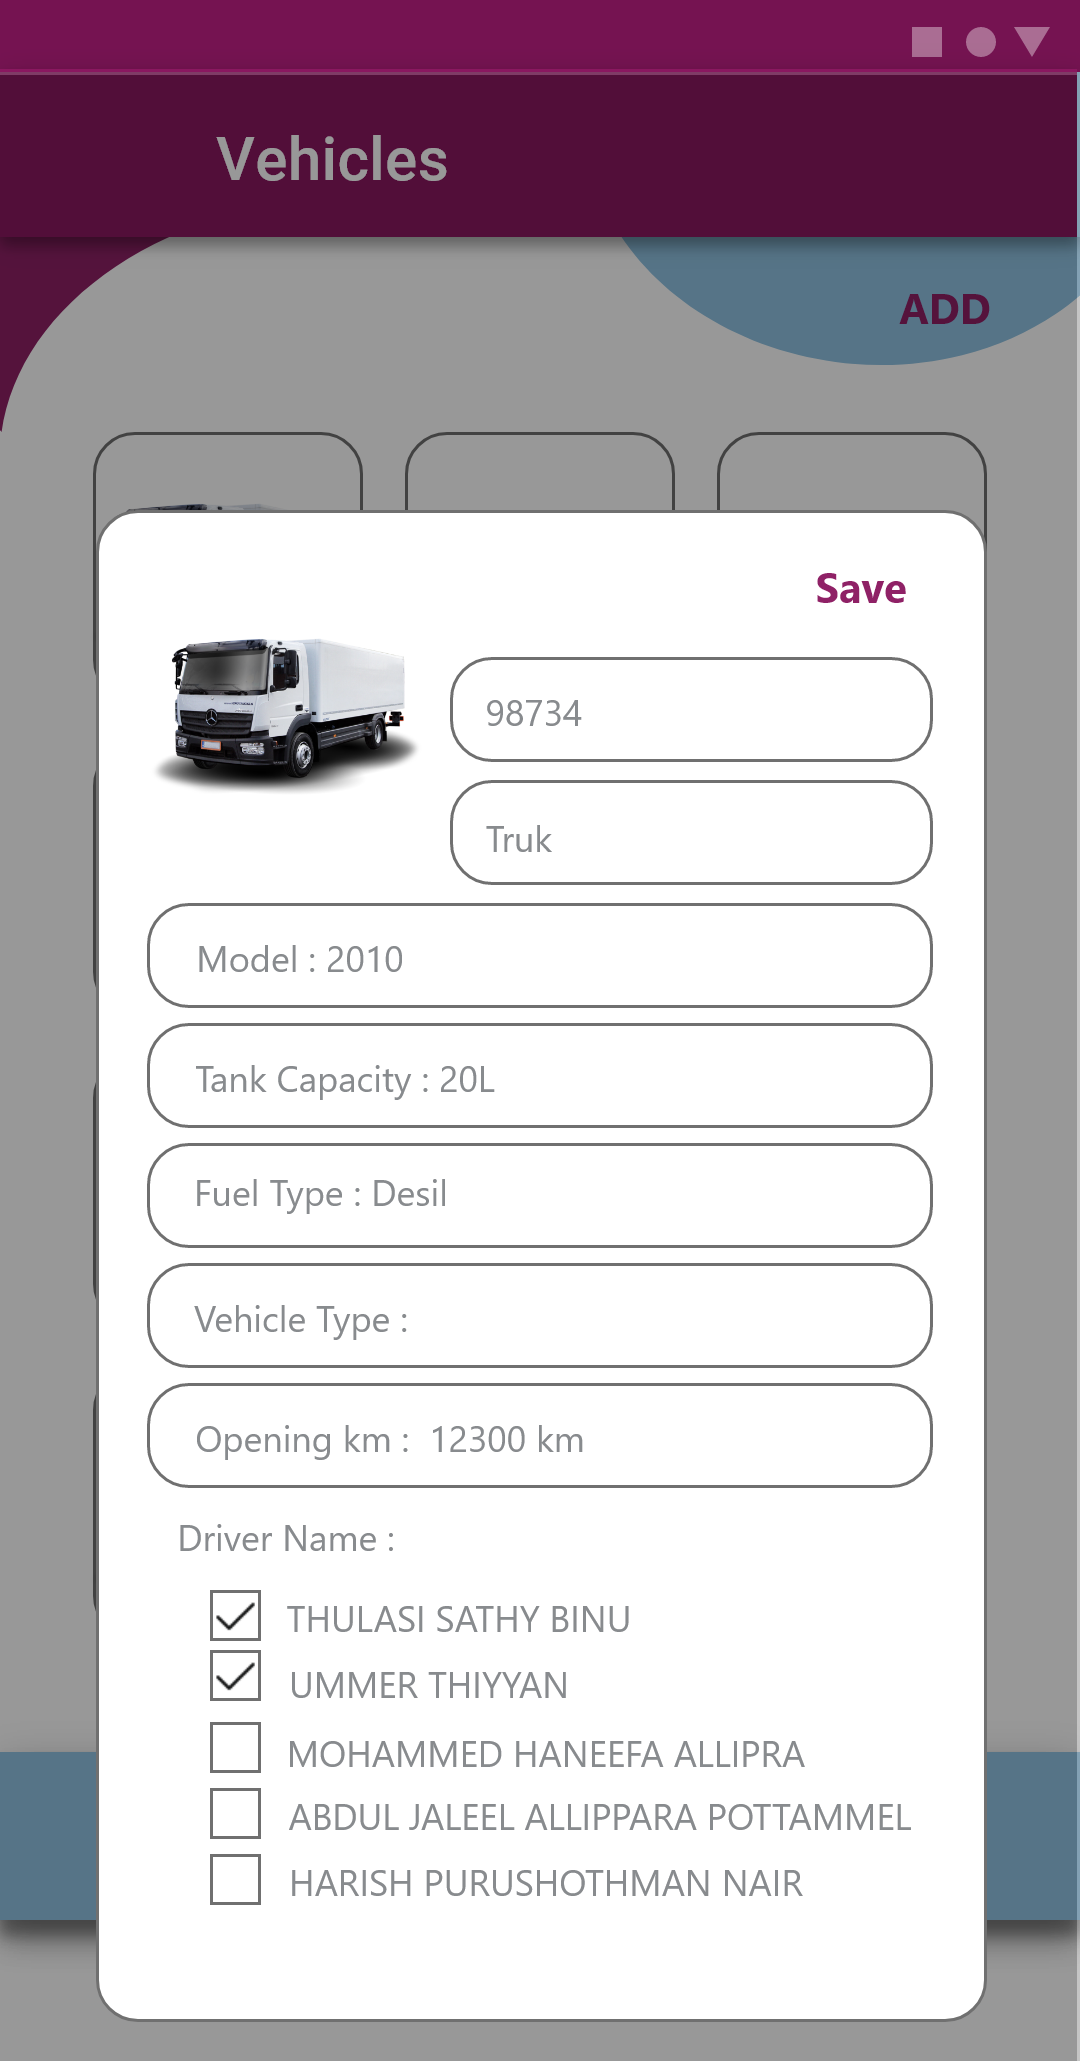 Vehicles
ADD
Save
98734
Truk
Model : 2010
Tank Capacity : 20L
Fuel Type : Desil
Vehicle Type :
Opening km :  12300 km
Driver Name :
THULASI SATHY BINU
UMMER THIYYAN
MOHAMMED HANEEFA ALLIPRA
ABDUL JALEEL ALLIPPARA POTTAMMEL
HARISH PURUSHOTHMAN NAIR